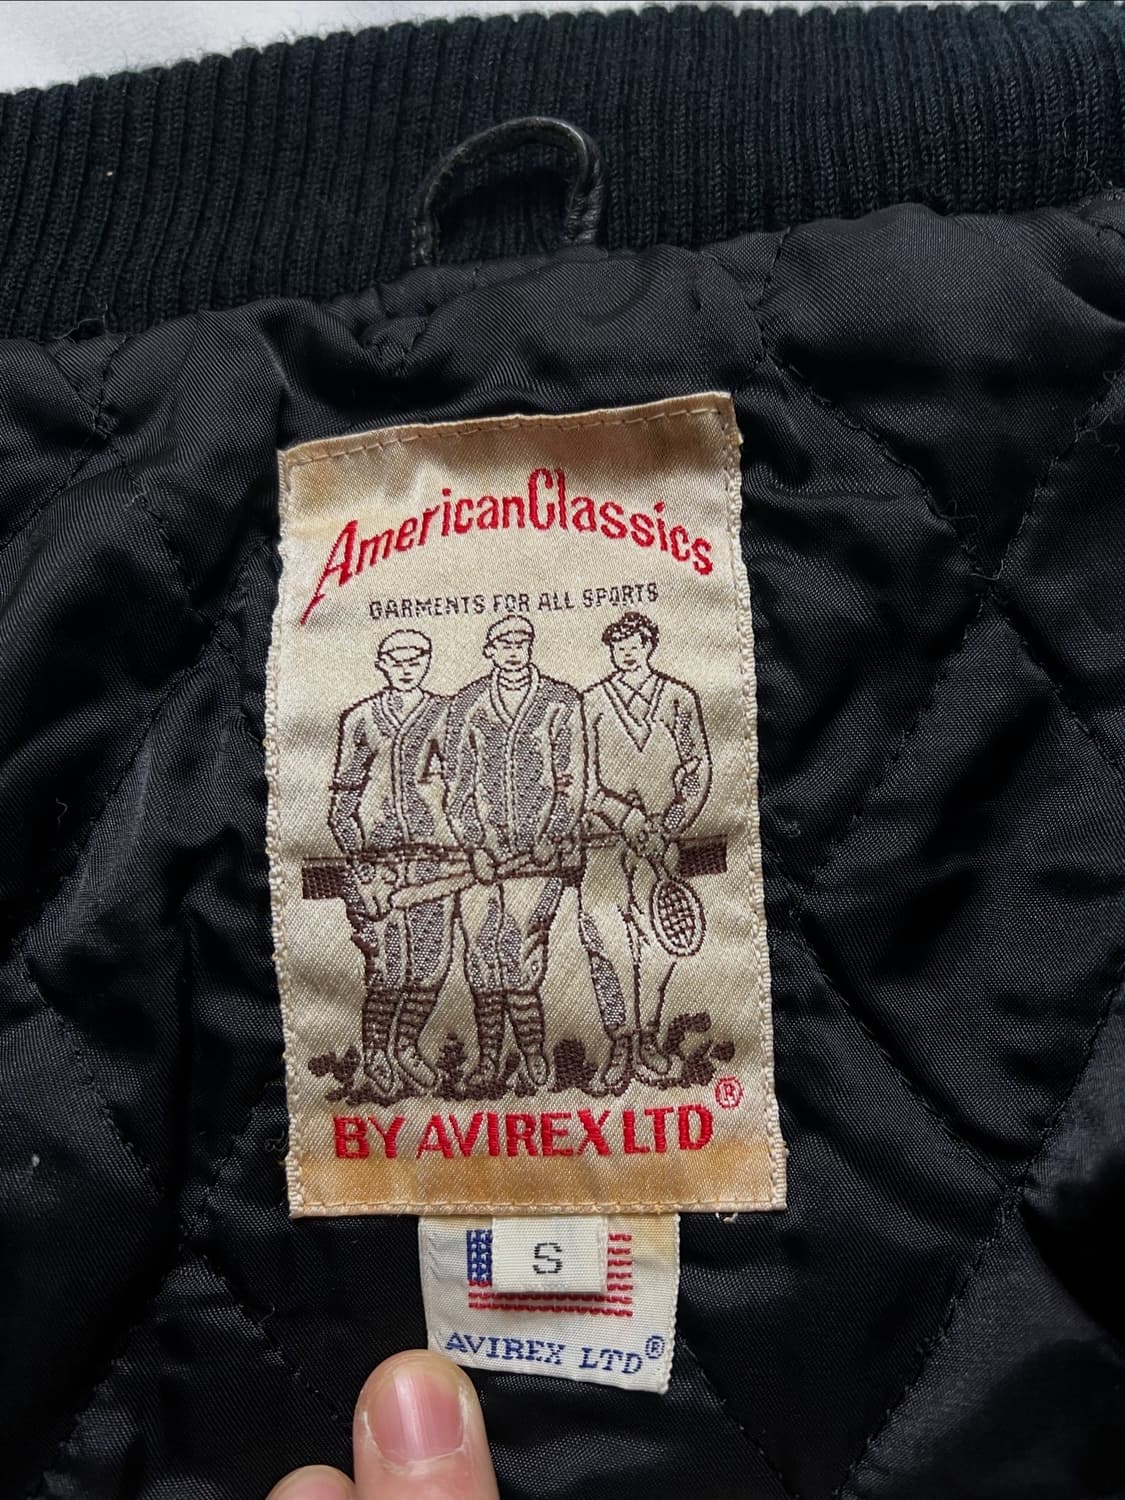 AmericanClassics
GARMENTS FOR ALL SPORTS
A
BY AVIREX LTD®
S
AVIREX LTD®